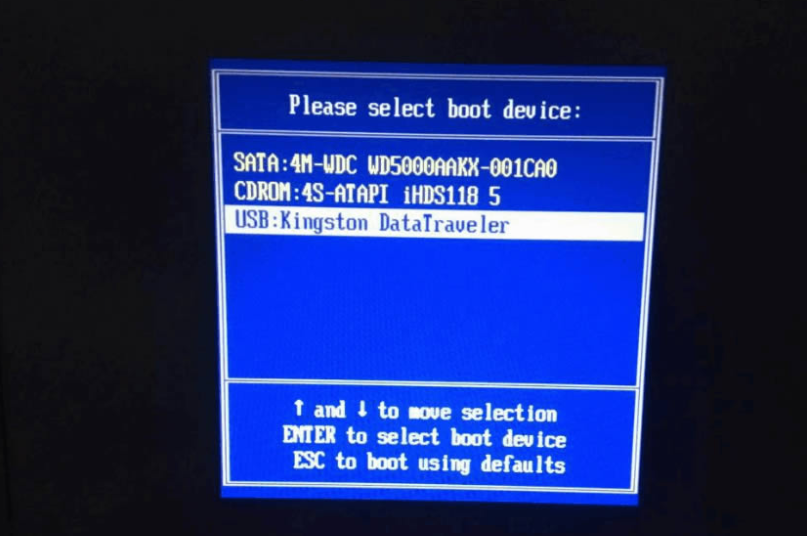 Please select boot device:
SATA:4M-WDC WD5000AAKX-001CA0
CDROM:4S-ATAPI iHDS118 5
USB:Kingston DataTraveler
↑ and ↓ to move selection
ENTER to select boot device
ESC to boot using defaults